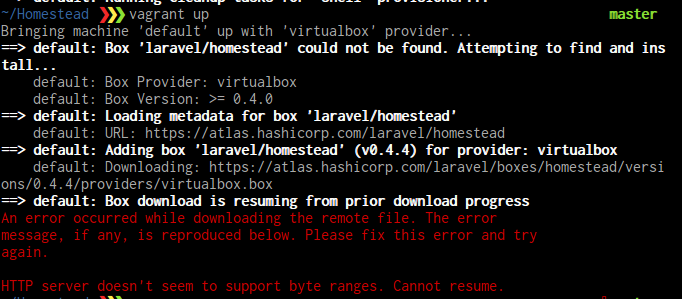 ~/Homestead ❯❯❯ vagrant up master
Bringing machine 'default' up with 'virtualbox' provider...
==> default: Box 'laravel/homestead' could not be found. Attempting to find and ins
tall...
    default: Box Provider: virtualbox
    default: Box Version: >= 0.4.0
==> default: Loading metadata for box 'laravel/homestead'
    default: URL: https://atlas.hashicorp.com/laravel/homestead
==> default: Adding box 'laravel/homestead' (v0.4.4) for provider: virtualbox
    default: Downloading: https://atlas.hashicorp.com/laravel/boxes/homestead/versi
ons/0.4.4/providers/virtualbox.box
==> default: Box download is resuming from prior download progress
An error occurred while downloading the remote file. The error
message, if any, is reproduced below. Please fix this error and try
again.
HTTP server doesn't seem to support byte ranges. Cannot resume.